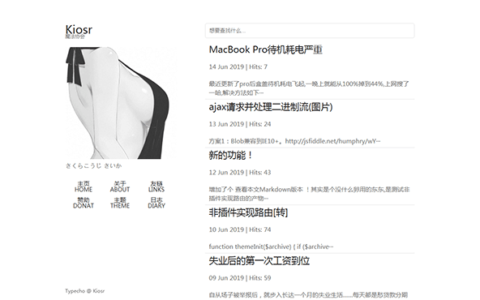 Kiosr
想要查找什么...
MacBook Pro待机耗电严重
14 Jun 2019 | Hits: 7
最近更新了pro后盒盖待机耗电飞起,一晚上就能从100%掉到44%,上网搜了
一些,解决方法如下···
ajax请求并处理二进制流(图片)
13 Jun 2019 | Hits: 24
方案1：Blob兼容到IE10+。http://jsfiddle.net/humphry/wY···
新的功能！
12 Jun 2019 | Hits: 43
增加了个 查看本文Markdown版本 ！其实是个没什么卵用的东东,是测试非
插件实现路由的产物···
非插件实现路由[转]
10 Jun 2019 | Hits: 74
function themeInit($archive) { if ($archive···
失业后的第一次工资到位
09 Jun 2019 | Hits: 59
さくらこうじ さいか
主页 关于 友链
HOME ABOUT LINKS
赞助 主题 日志
DONAT THEME DIARY
Typecho @ Kiosr